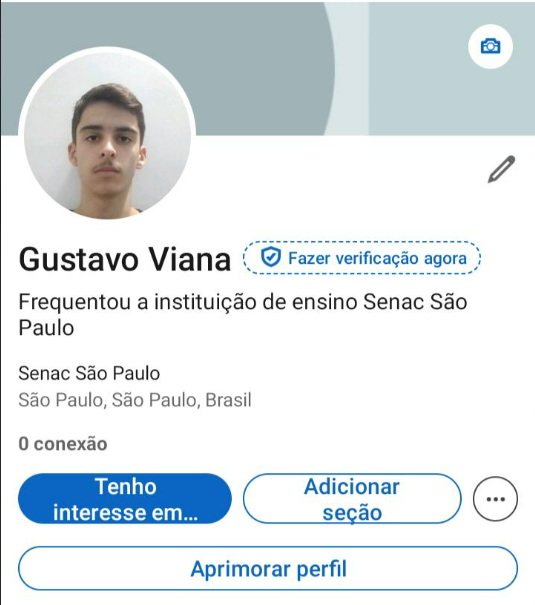 Gustavo Viana Fazer verificação agora
Frequentou a instituição de ensino Senac São
Paulo
Senac São Paulo
São Paulo, São Paulo, Brasil
0 conexão
Tenho
interesse em...
Adicionar
seção
Aprimorar perfil